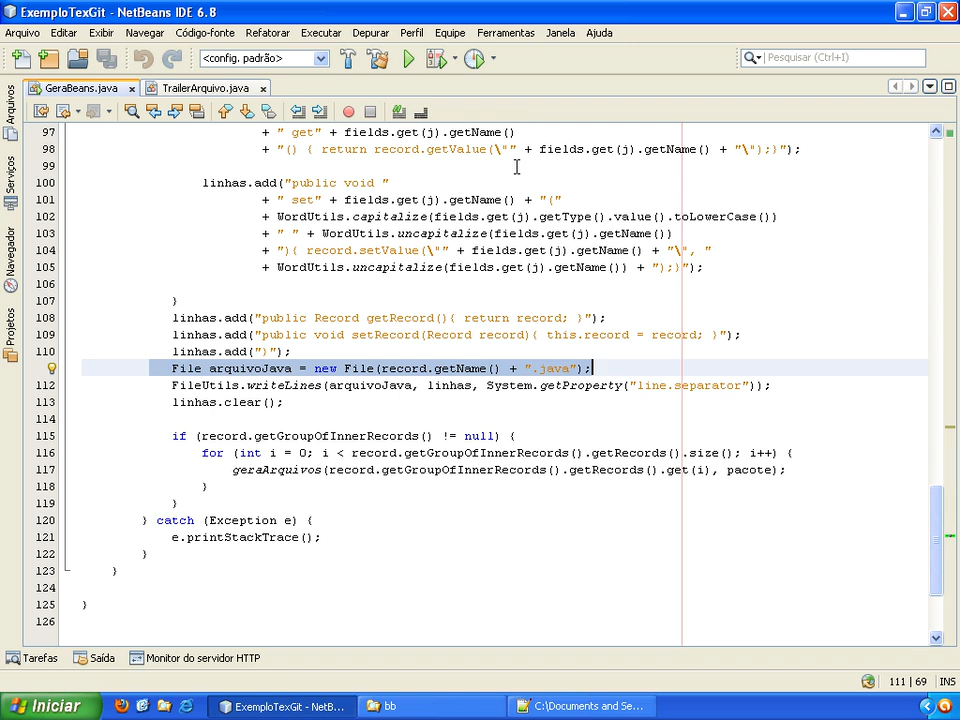 ExemploTexGit - NetBeans IDE 6.8
Arquivo Editar Exibir Navegar Código-fonte Refatorar Executar Depurar Perfil Equipe Ferramentas Janela Ajuda
<config. padrão> Pesquisar (Ctrl+I)
GeraBeans.java TrailerArquivo.java
Arquivos
Serviços
Navegador
Projetos
97 + " get" + fields.get(j).getName()
98 + "() { return record.getValue(\"" + fields.get(j).getName() + "\");}");
99
100 linhas.add("public void "
101 + " set" + fields.get(j).getName() + "("
102 + WordUtils.capitalize(fields.get(j).getType().value().toLowerCase())
103 + " " + WordUtils.uncapitalize(fields.get(j).getName())
104 + "){ record.setValue(\"" + fields.get(j).getName() + "\", "
105 + WordUtils.uncapitalize(fields.get(j).getName()) + ");}");
106
107 }
108 linhas.add("public Record getRecord(){ return record; }");
109 linhas.add("public void setRecord(Record record){ this.record = record; }");
110 linhas.add("}");
File arquivoJava = new File(record.getName() + ".java");
112 FileUtils.writeLines(arquivoJava, linhas, System.getProperty("line.separator"));
113 linhas.clear();
114
115 if (record.getGroupOfInnerRecords() != null) {
116 for (int i = 0; i < record.getGroupOfInnerRecords().getRecords().size(); i++) {
117 geraArquivos(record.getGroupOfInnerRecords().getRecords().get(i), pacote);
118 }
119 }
120 } catch (Exception e) {
121 e.printStackTrace();
122 }
123 }
124
125 }
126
Tarefas Saída Monitor do servidor HTTP
111 | 69 INS
Iniciar ExemploTexGit - NetB... bb C:\Documents and Se...